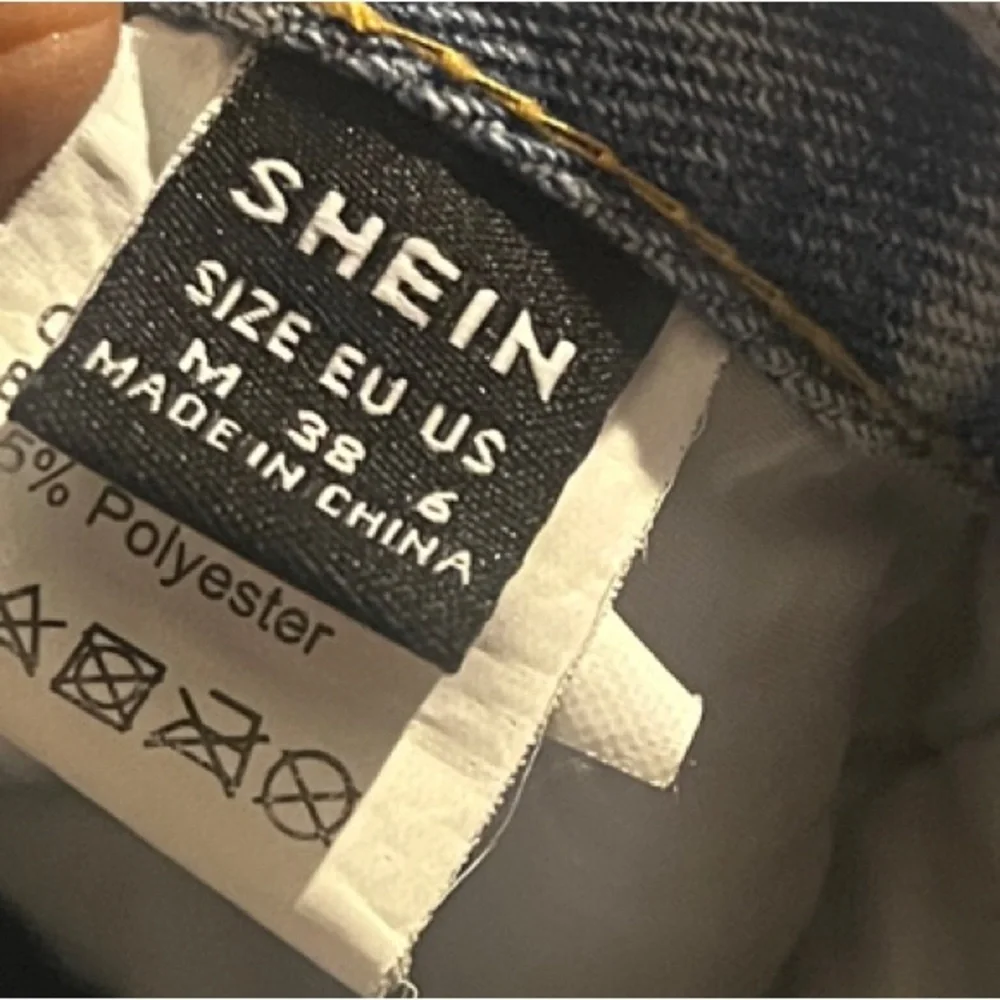 SHEIN
SIZE EU US
M 38 6
MADE IN CHINA
5% Polyester